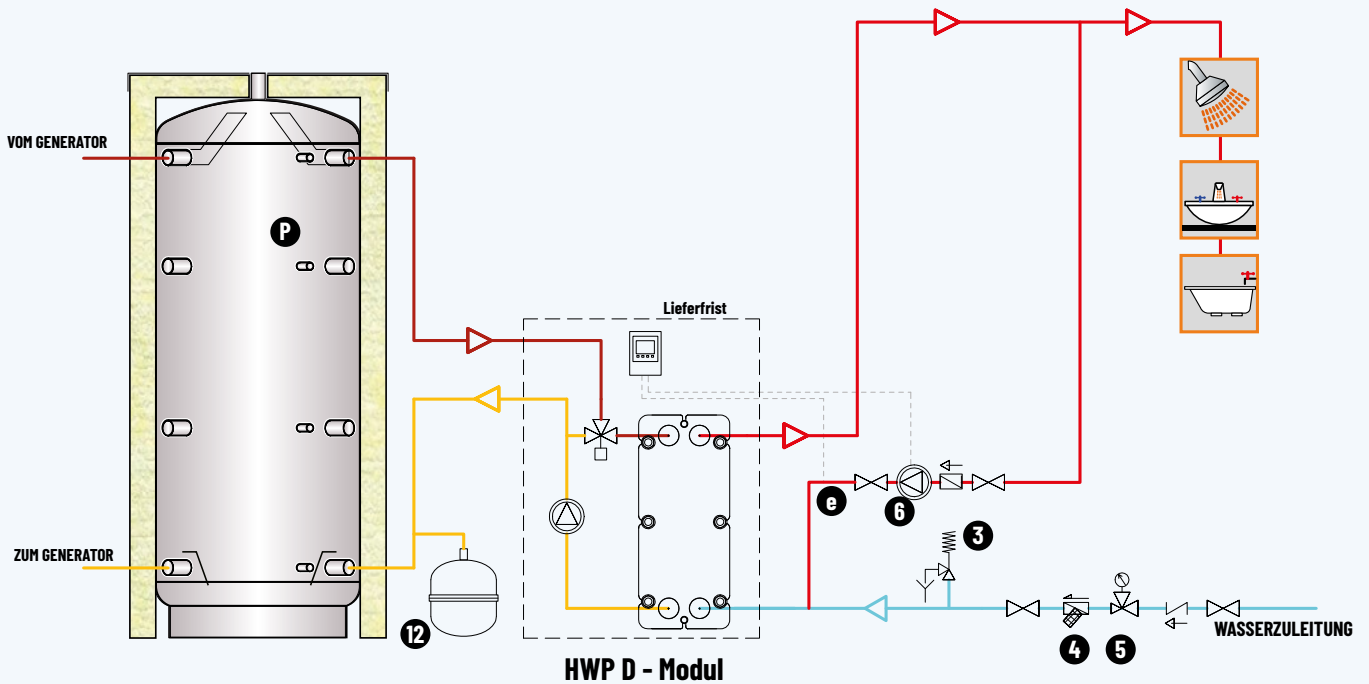 VOM GENERATOR
P
Lieferfrist
e
6
3
ZUM GENERATOR
12
4
5
WASSERZULEITUNG
HWP D - Modul